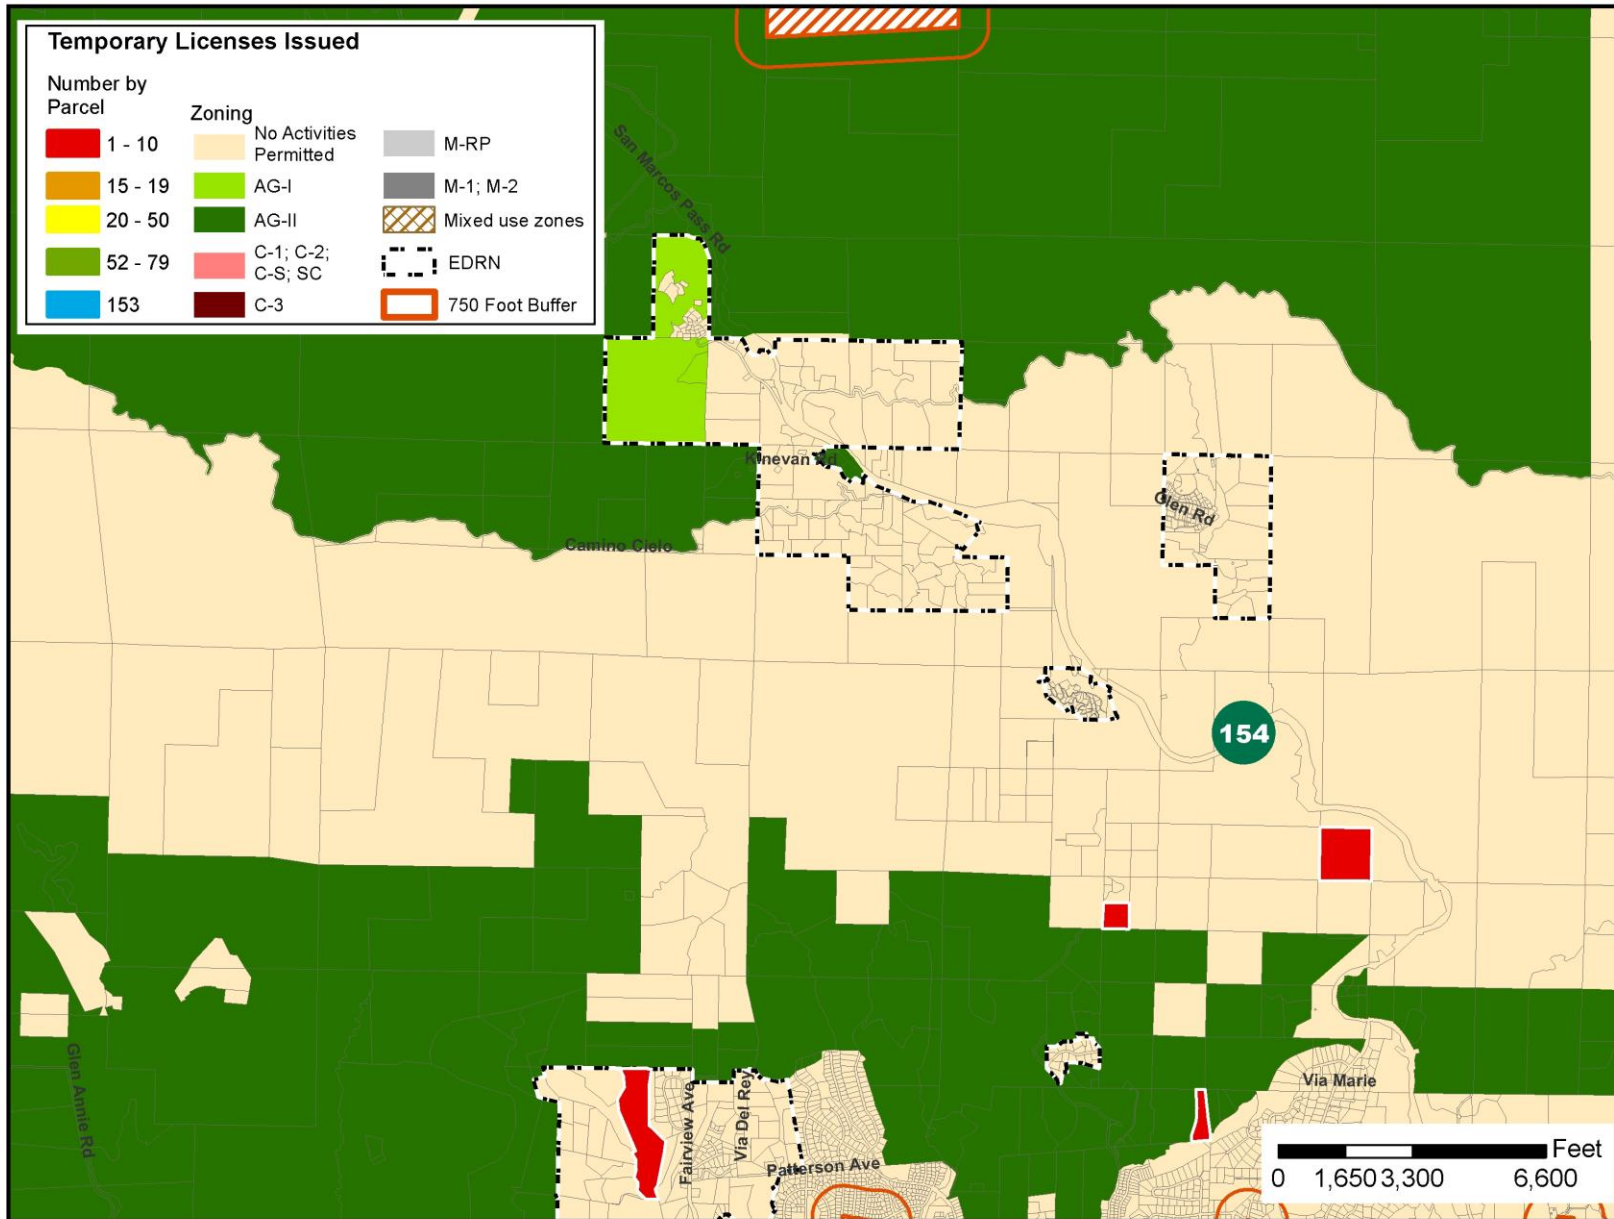 Temporary Licenses Issued
Number by
Parcel
1 - 10
15 - 19
20 - 50
52 - 79
153
Zoning
No Activities
Permitted
AG-I
AG-II
C-1; C-2;
C-S; SC
C-3
M-RP
M-1; M-2
Mixed use zones
EDRN
750 Foot Buffer
San Marcos Pass Rd
Kinevan Rd
Glen Rd
Camino Cielo
154
Glen Annie Rd
Fairview Ave
Via Del Rey
Patterson Ave
Via Marie
Feet
0 1,650 3,300 6,600